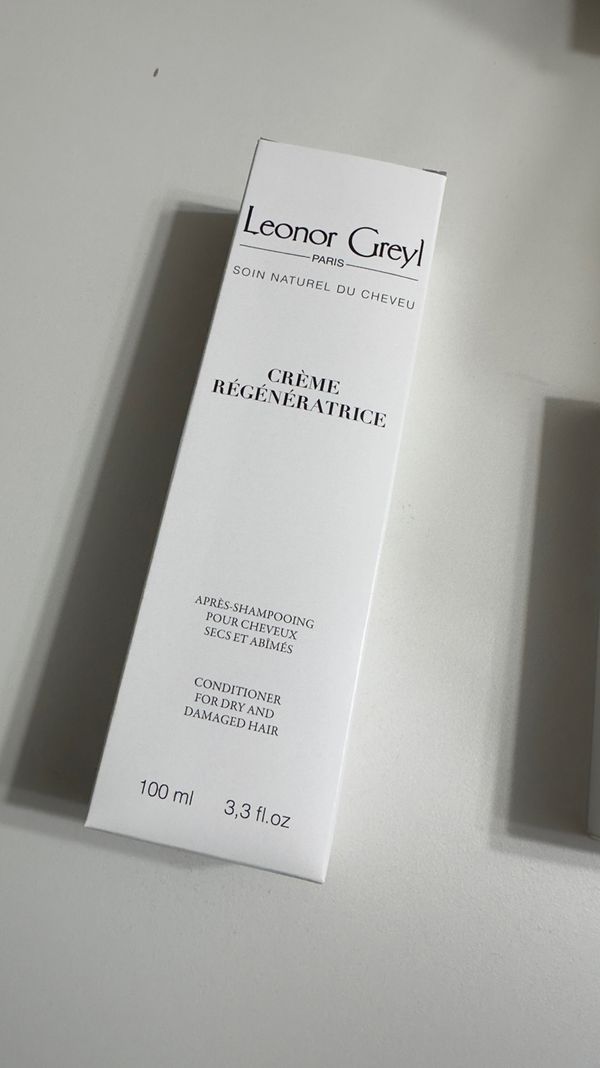 Leonor Greyl
PARIS
SOIN NATUREL DU CHEVEU
CRÈME
RÉGÉNÉRATRICE
APRÈS-SHAMPOOING
POUR CHEVEUX
SECS ET ABÎMÉS
CONDITIONER
FOR DRY AND
DAMAGED HAIR
100 ml 3,3 fl.oz